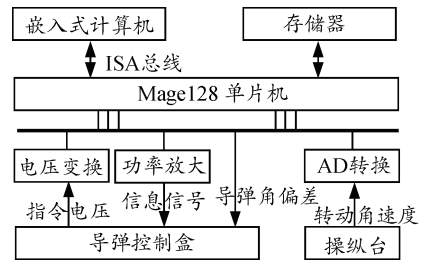 嵌入式计算机
存储器
ISA总线
Mage128 单片机
电压变换
功率放大
AD转换
导弹角偏差
指令电压
信息信号
转动角速度
导弹控制盒
操纵台